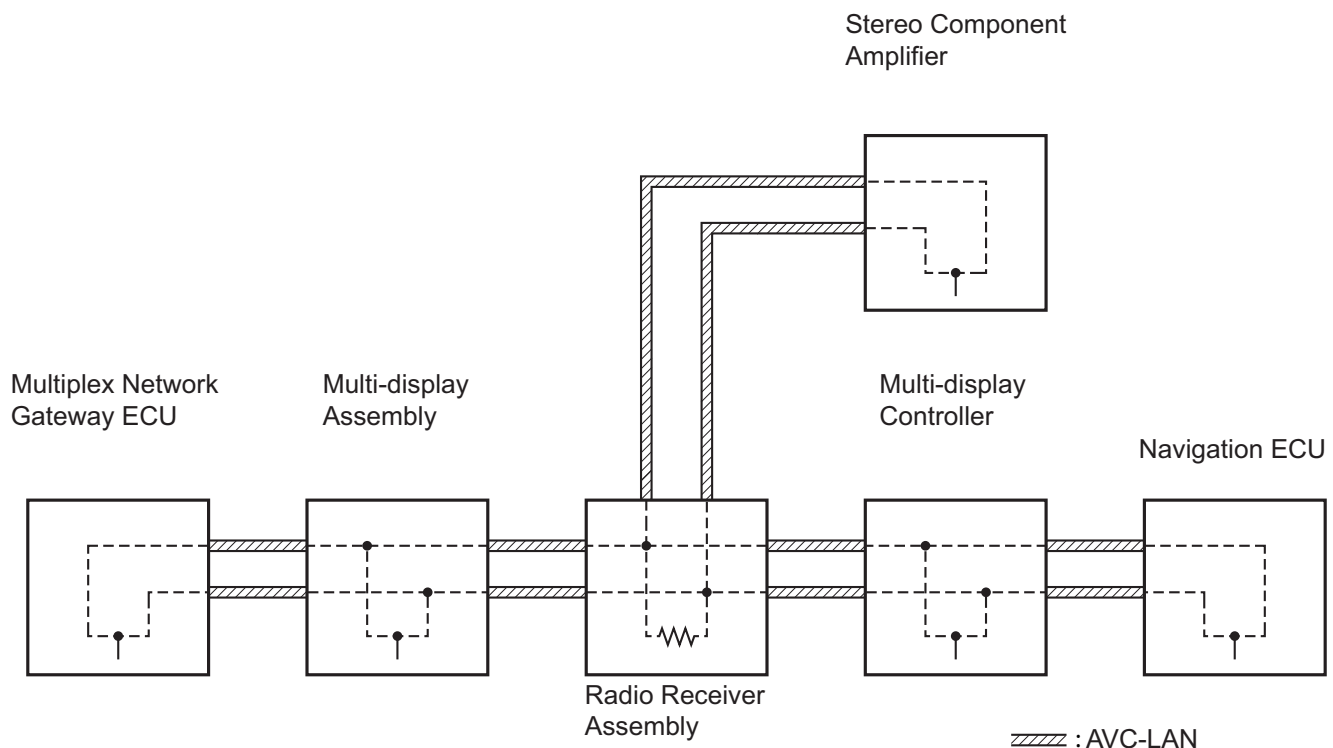 Stereo Component
Amplifier
Multiplex Network
Gateway ECU
Multi-display
Assembly
Multi-display
Controller
Navigation ECU
Radio Receiver
Assembly
: AVC-LAN